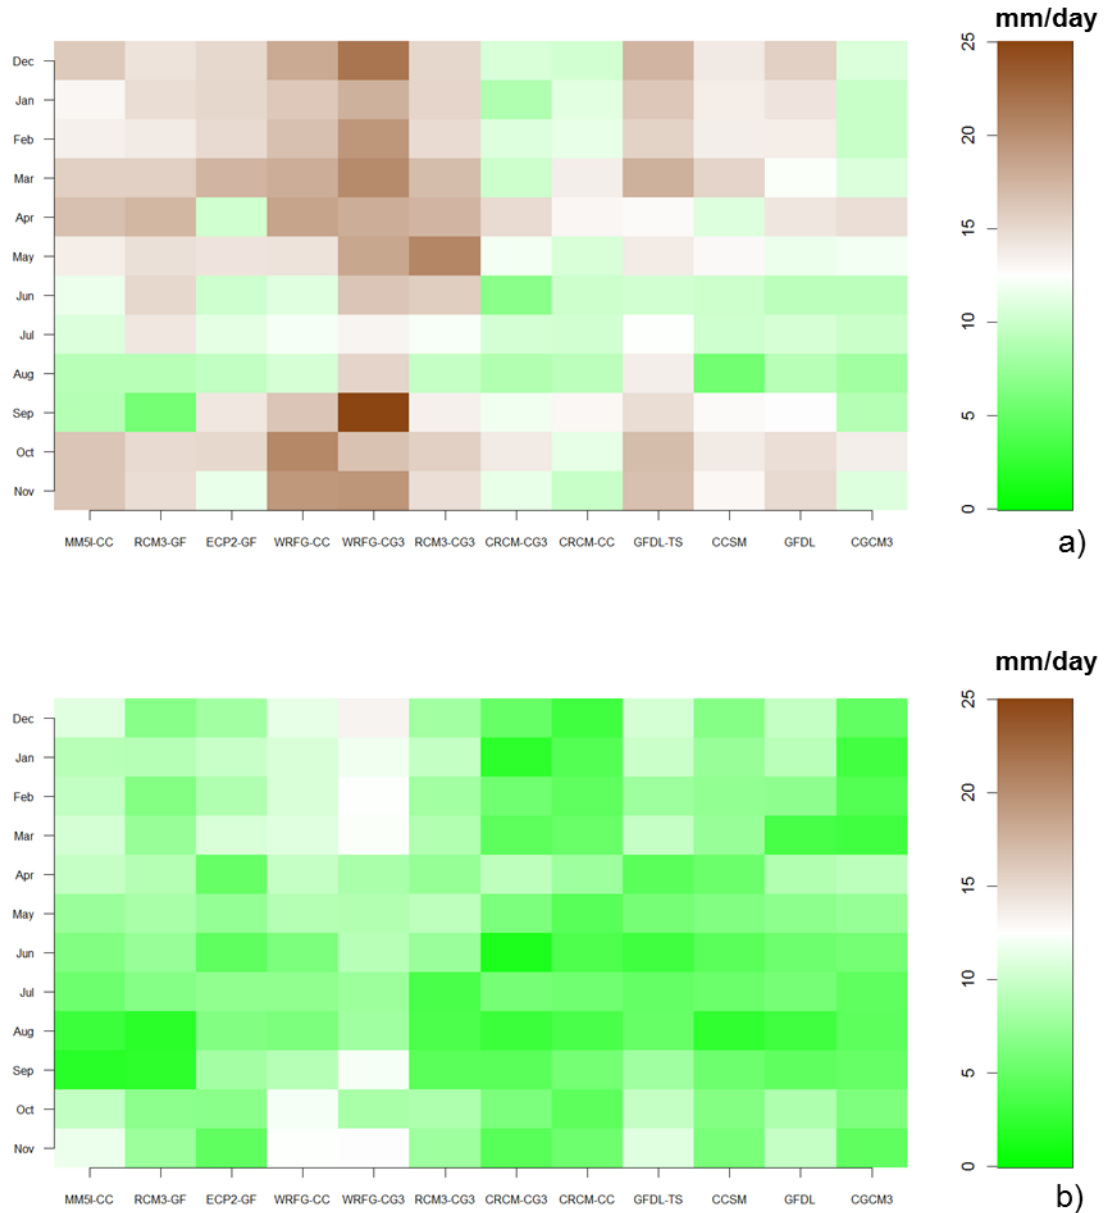 mm/day
Dec
Jan
Feb
Mar
Apr
May
Jun
Jul
Aug
Sep
Oct
Nov
MM5I-CC RCM3-GF ECP2-GF WRFG-CC WRFG-CG3 RCM3-CG3 CRCM-CG3 CRCM-CC GFDL-TS CCSM GFDL CGCM3
25
20
15
10
5
0
a)
mm/day
Dec
Jan
Feb
Mar
Apr
May
Jun
Jul
Aug
Sep
Oct
Nov
MM5I-CC RCM3-GF ECP2-GF WRFG-CC WRFG-CG3 RCM3-CG3 CRCM-CG3 CRCM-CC GFDL-TS CCSM GFDL CGCM3
25
20
15
10
5
0
b)